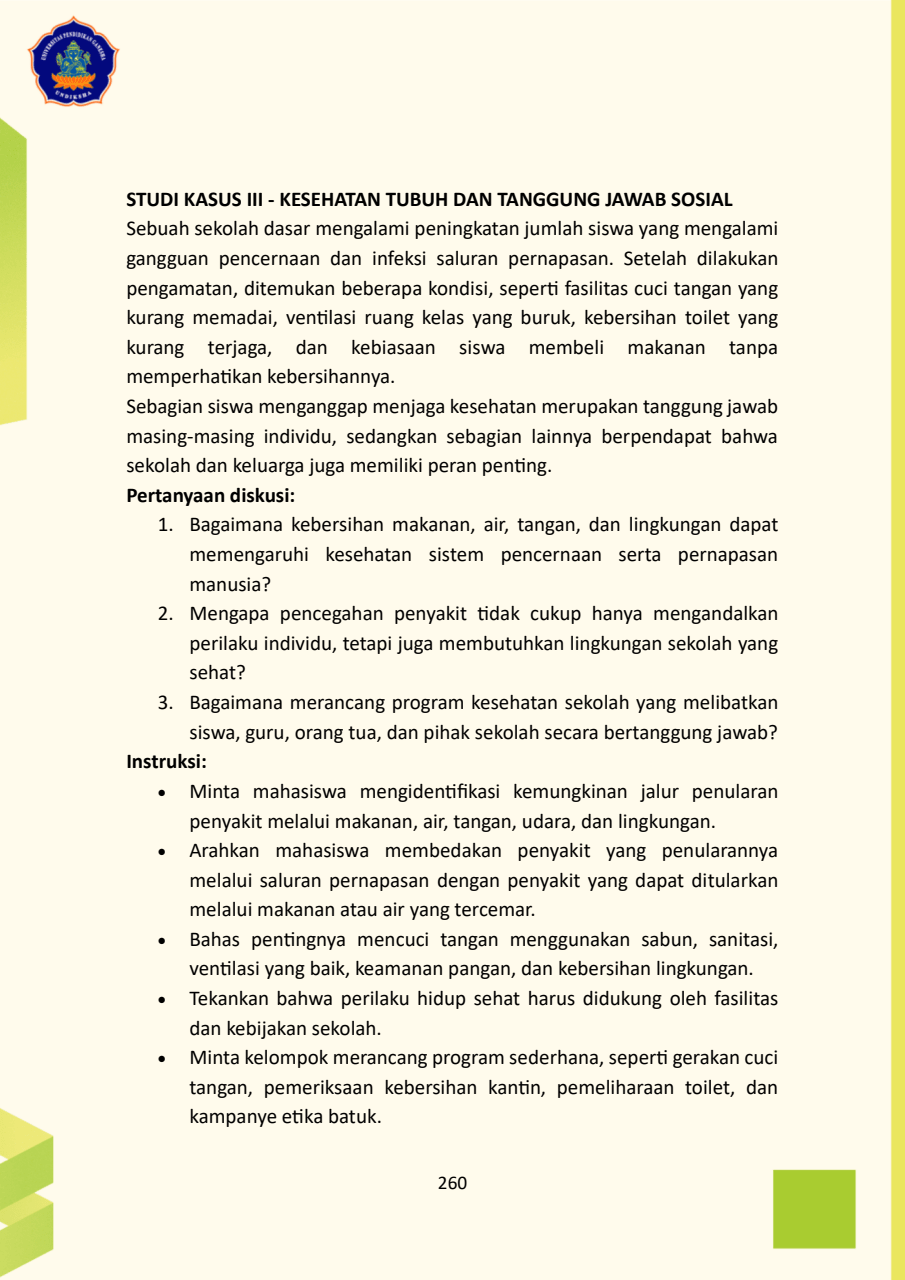 UNIVERSITAS PENDIDIKAN GANESHA
UNDIKSHA
STUDI KASUS III - KESEHATAN TUBUH DAN TANGGUNG JAWAB SOSIAL
Sebuah sekolah dasar mengalami peningkatan jumlah siswa yang mengalami
gangguan pencernaan dan infeksi saluran pernapasan. Setelah dilakukan
pengamatan, ditemukan beberapa kondisi, seperti fasilitas cuci tangan yang
kurang memadai, ventilasi ruang kelas yang buruk, kebersihan toilet yang
kurang terjaga, dan kebiasaan siswa membeli makanan tanpa
memperhatikan kebersihannya.
Sebagian siswa menganggap menjaga kesehatan merupakan tanggung jawab
masing-masing individu, sedangkan sebagian lainnya berpendapat bahwa
sekolah dan keluarga juga memiliki peran penting.
Pertanyaan diskusi:
1. Bagaimana kebersihan makanan, air, tangan, dan lingkungan dapat
memengaruhi kesehatan sistem pencernaan serta pernapasan
manusia?
2. Mengapa pencegahan penyakit tidak cukup hanya mengandalkan
perilaku individu, tetapi juga membutuhkan lingkungan sekolah yang
sehat?
3. Bagaimana merancang program kesehatan sekolah yang melibatkan
siswa, guru, orang tua, dan pihak sekolah secara bertanggung jawab?
Instruksi:
• Minta mahasiswa mengidentifikasi kemungkinan jalur penularan
penyakit melalui makanan, air, tangan, udara, dan lingkungan.
• Arahkan mahasiswa membedakan penyakit yang penularannya
melalui saluran pernapasan dengan penyakit yang dapat ditularkan
melalui makanan atau air yang tercemar.
• Bahas pentingnya mencuci tangan menggunakan sabun, sanitasi,
ventilasi yang baik, keamanan pangan, dan kebersihan lingkungan.
• Tekankan bahwa perilaku hidup sehat harus didukung oleh fasilitas
dan kebijakan sekolah.
• Minta kelompok merancang program sederhana, seperti gerakan cuci
tangan, pemeriksaan kebersihan kantin, pemeliharaan toilet, dan
kampanye etika batuk.
260